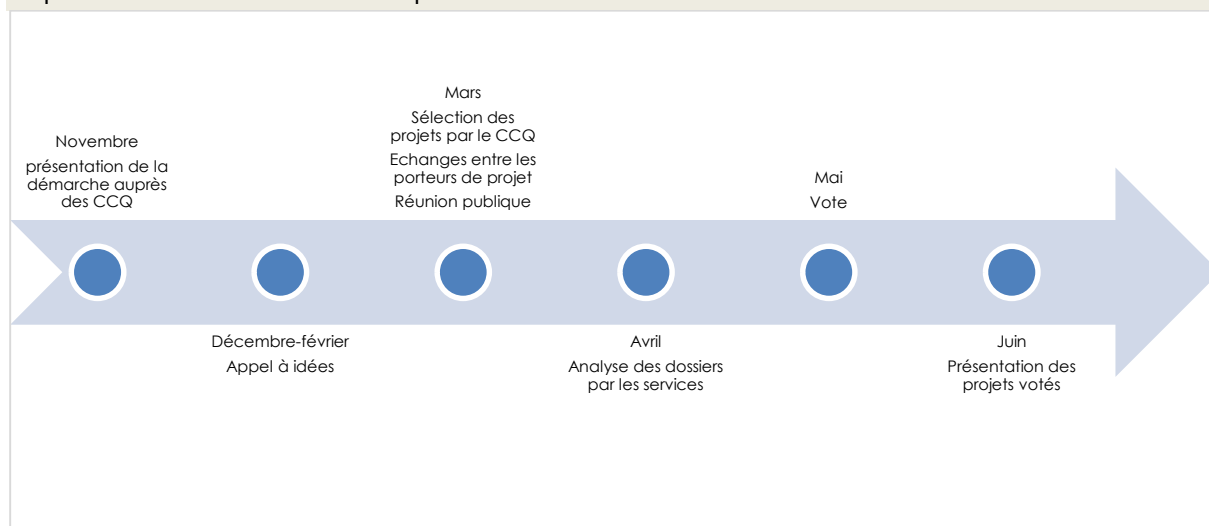 Novembre
présentation de la
démarche auprès
des CCQ
Décembre-février
Appel à idées
Mars
Sélection des
projets par le CCQ
Echanges entre les
porteurs de projet
Réunion publique
Avril
Analyse des dossiers
par les services
Mai
Vote
Juin
Présentation des
projets votés